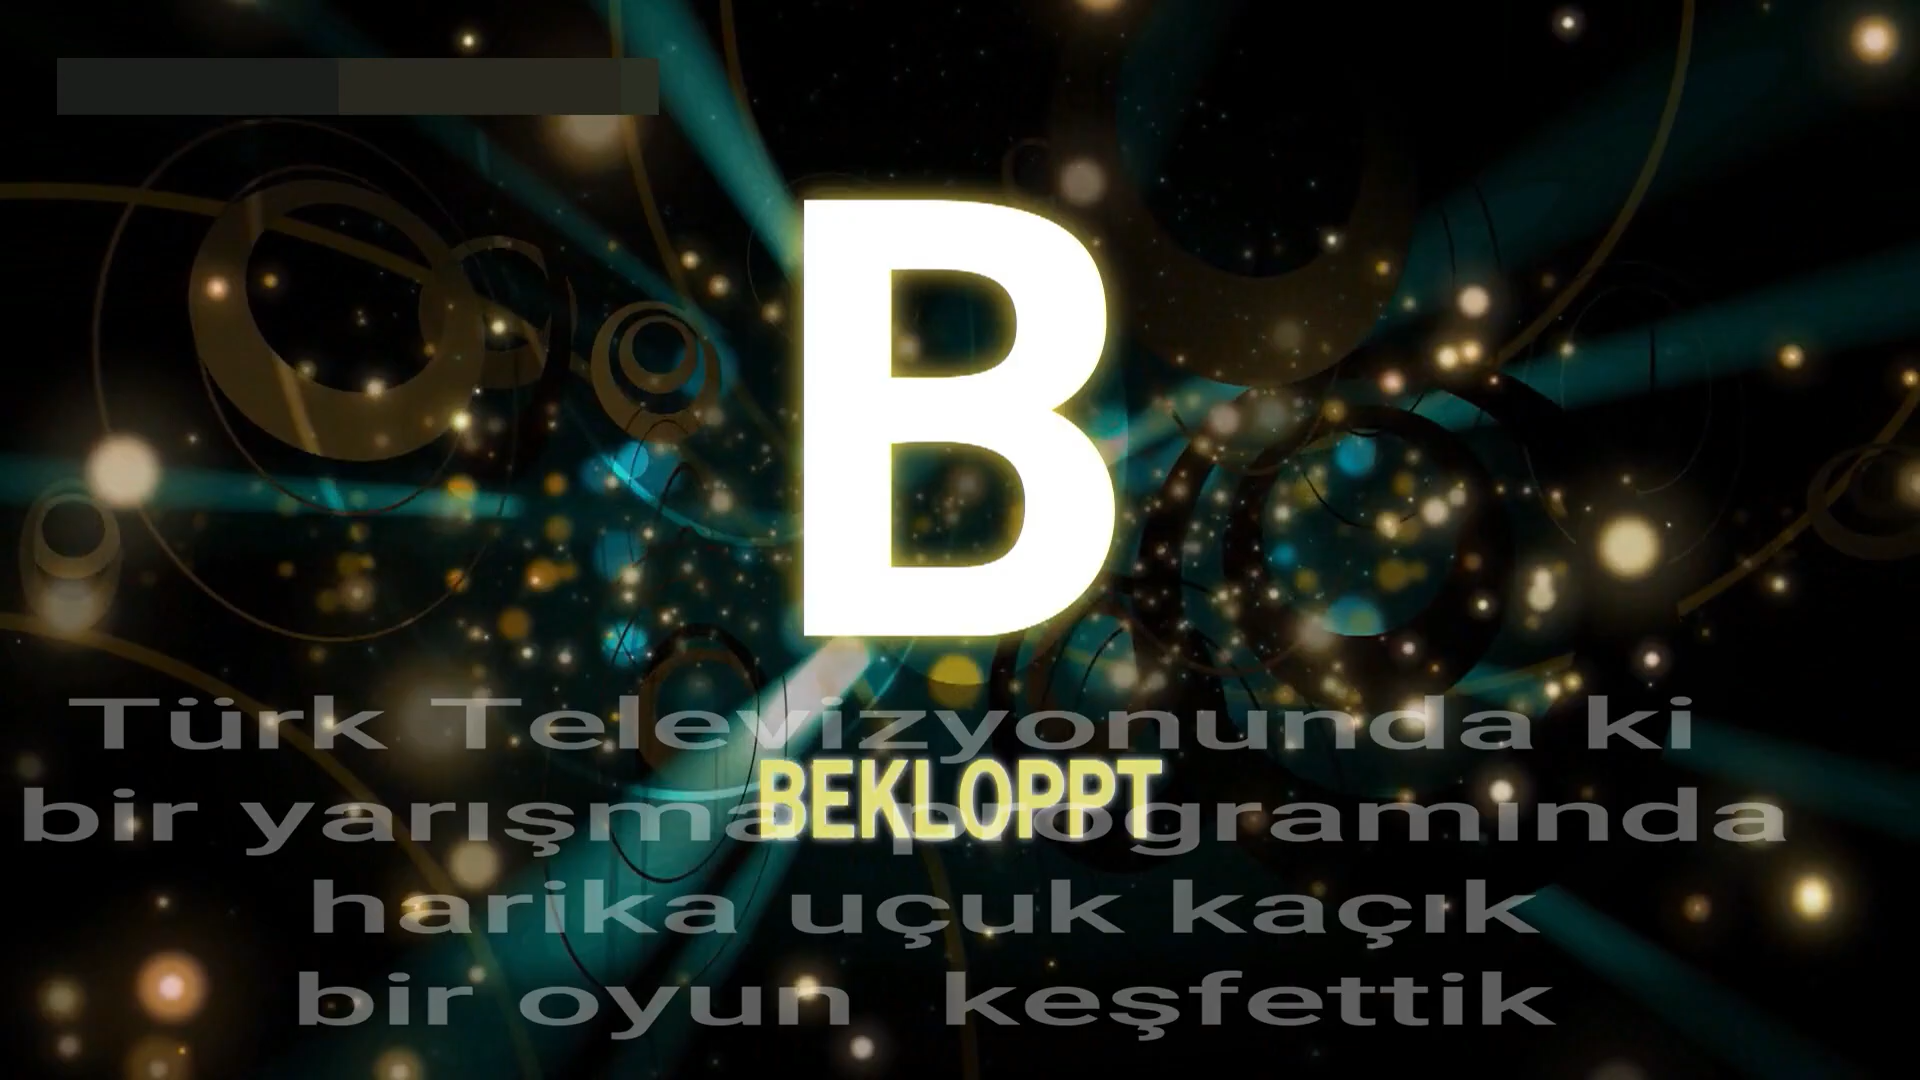 B
Türk Televizyonunda ki
BEKLOPPT
bir yarışma programında
harika uçuk kaçık
bir oyun keşfettik